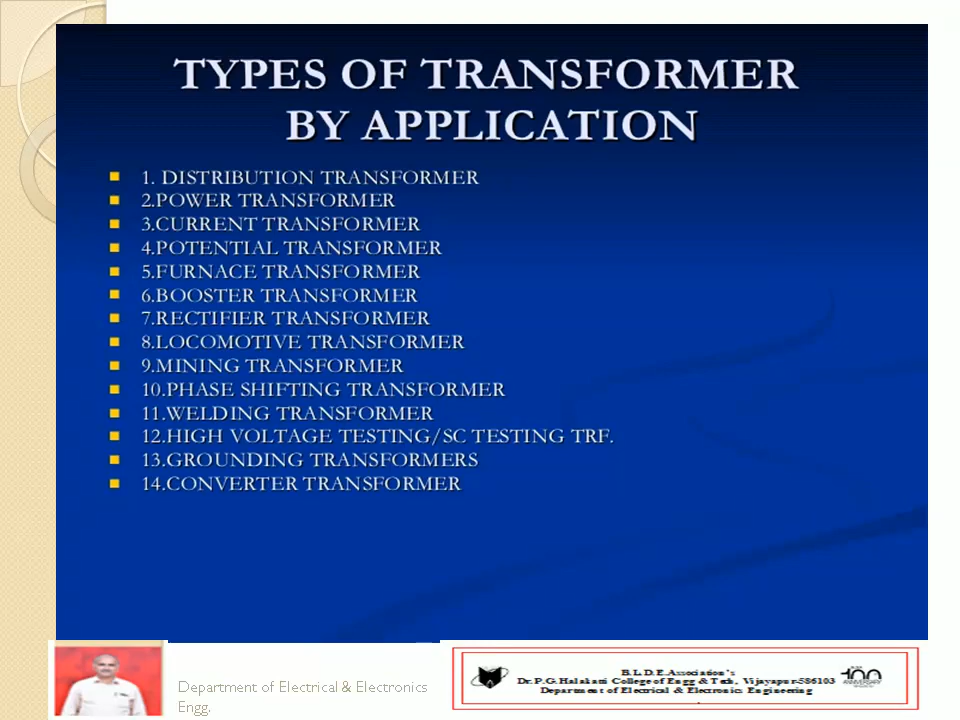 TYPES OF TRANSFORMER
BY APPLICATION
1. DISTRIBUTION TRANSFORMER
2.POWER TRANSFORMER
3.CURRENT TRANSFORMER
4.POTENTIAL TRANSFORMER
5.FURNACE TRANSFORMER
6.BOOSTER TRANSFORMER
7.RECTIFIER TRANSFORMER
8.LOCOMOTIVE TRANSFORMER
9.MINING TRANSFORMER
10.PHASE SHIFTING TRANSFORMER
11.WELDING TRANSFORMER
12.HIGH VOLTAGE TESTING/SC TESTING TRF.
13.GROUNDING TRANSFORMERS
14.CONVERTER TRANSFORMER
Department of Electrical & Electronics
Engg.
B.L.D.E.Association's
Dr.P.G.Halakatti College of Engg & Tech, Vijayapur-586103
Department of Electrical & Electronics Engineering
100
ANNIVERSARY